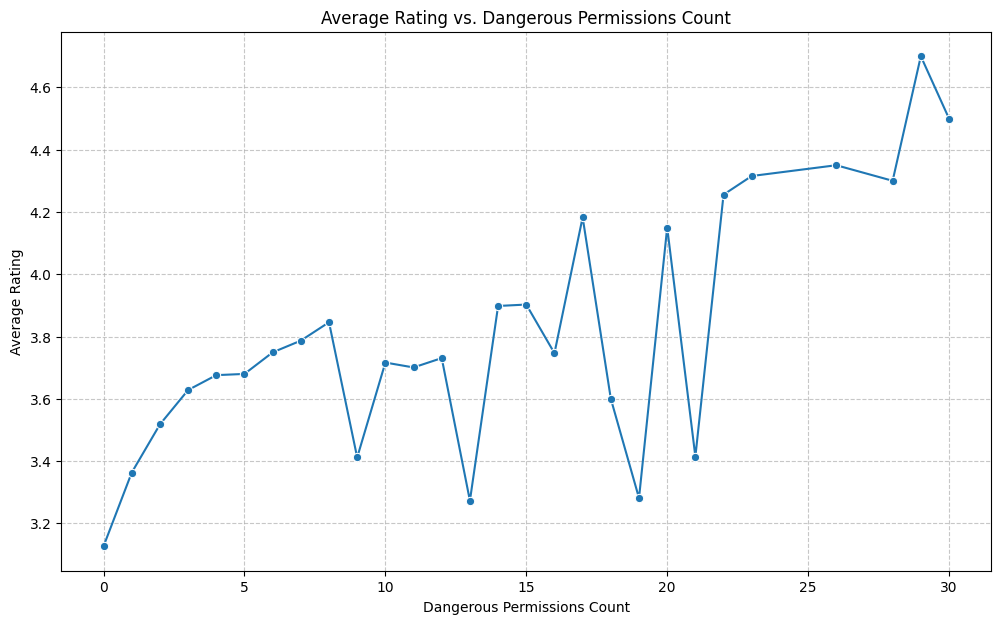 Average Rating vs. Dangerous Permissions Count
4.6
4.4
4.2
4.0
3.8
3.6
3.4
3.2
Average Rating
0 5 10 15 20 25 30
Dangerous Permissions Count